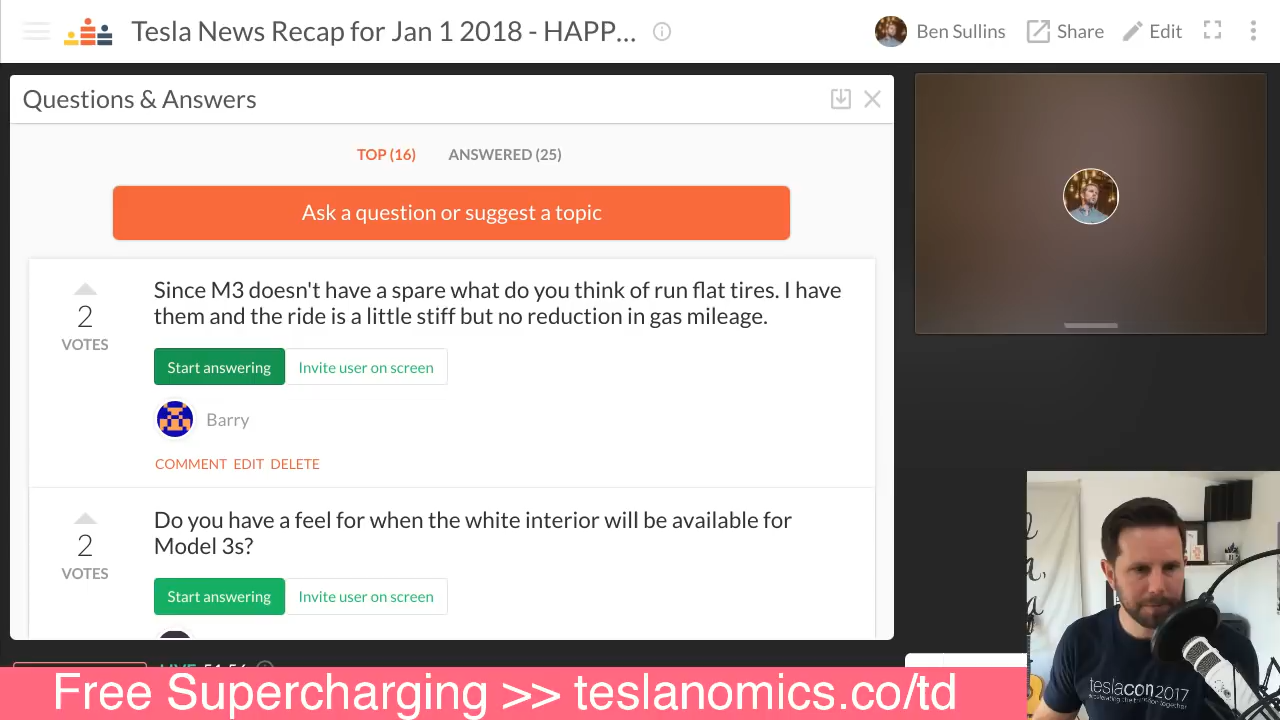 Tesla News Recap for Jan 1 2018 - HAPP...
Ben Sullins
Share
Edit
Questions & Answers
TOP (16)
ANSWERED (25)
Ask a question or suggest a topic
Since M3 doesn't have a spare what do you think of run flat tires. I have
them and the ride is a little stiff but no reduction in gas mileage.
2
VOTES
Start answering
Invite user on screen
Barry
COMMENT EDIT DELETE
Do you have a feel for when the white interior will be available for
Model 3s?
2
VOTES
Start answering
Invite user on screen
Free Supercharging >> teslanomics.co/td
teslacon2017